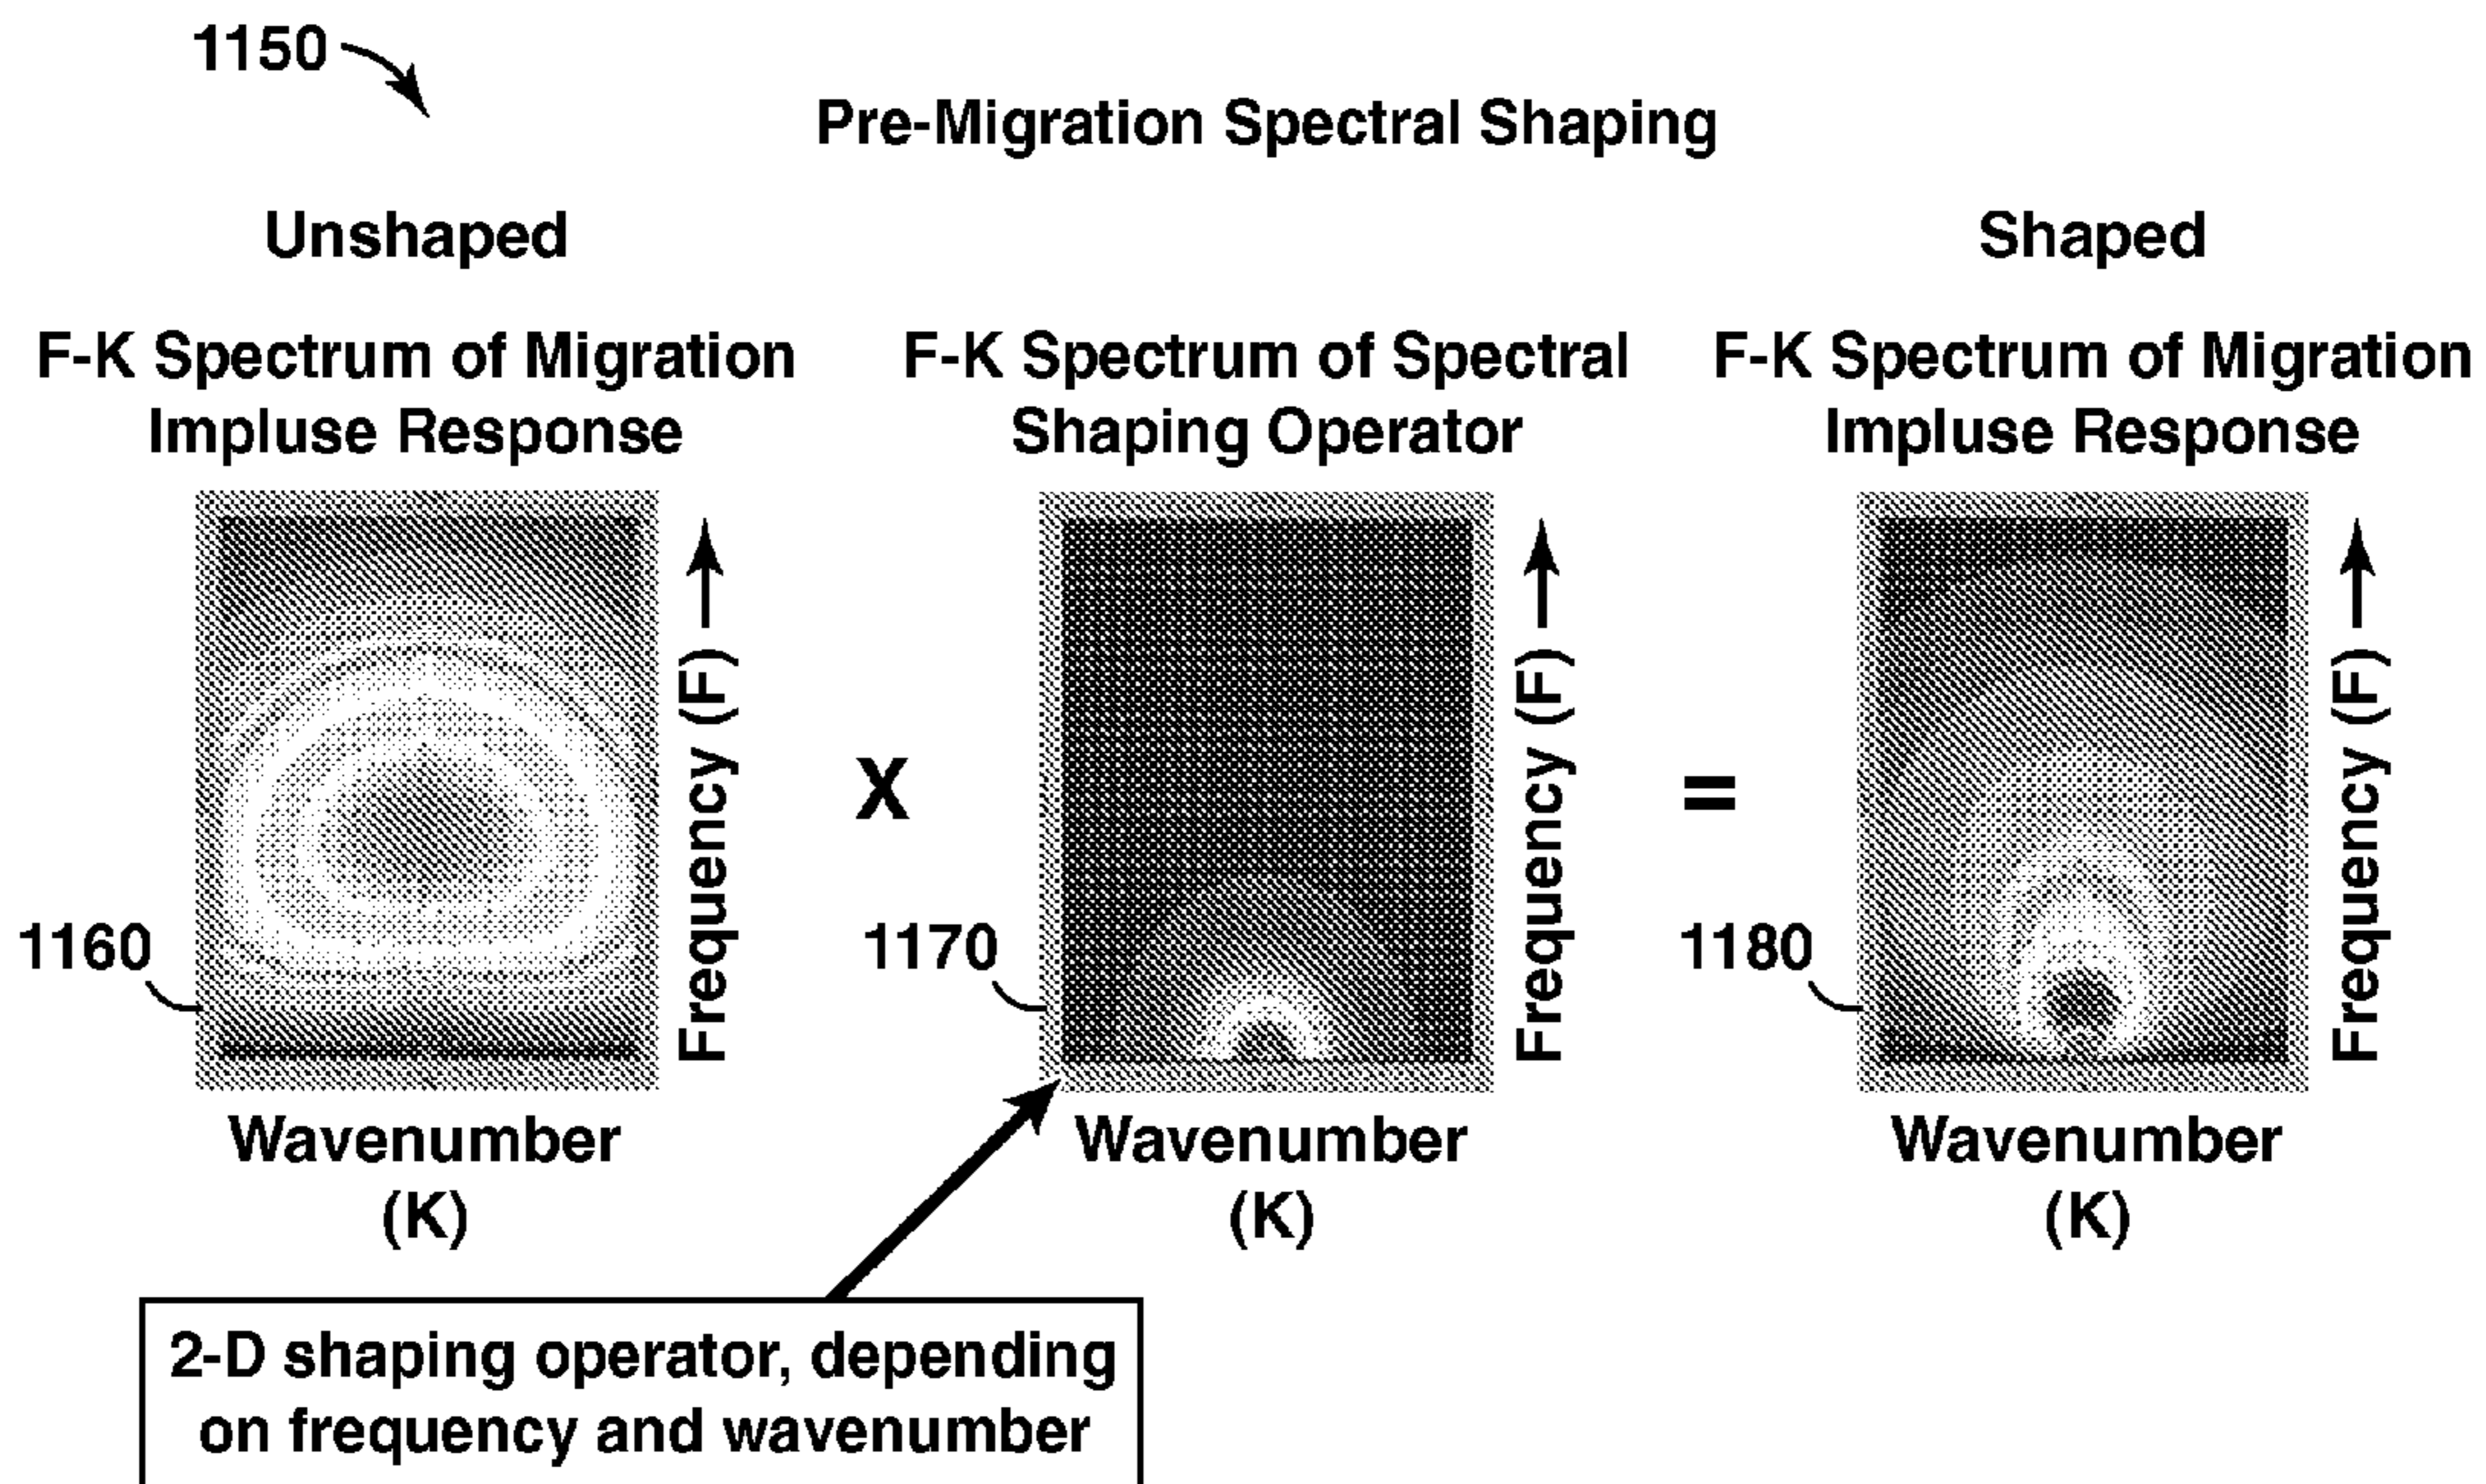 1150
Pre-Migration Spectral Shaping
Unshaped
Shaped
F-K Spectrum of Migration
Impluse Response
F-K Spectrum of Spectral
Shaping Operator
F-K Spectrum of Migration
Impluse Response
Frequency (F)
X
Frequency (F)
=
Frequency (F)
1160
1170
1180
Wavenumber
(K)
Wavenumber
(K)
Wavenumber
(K)
2-D shaping operator, depending
on frequency and wavenumber